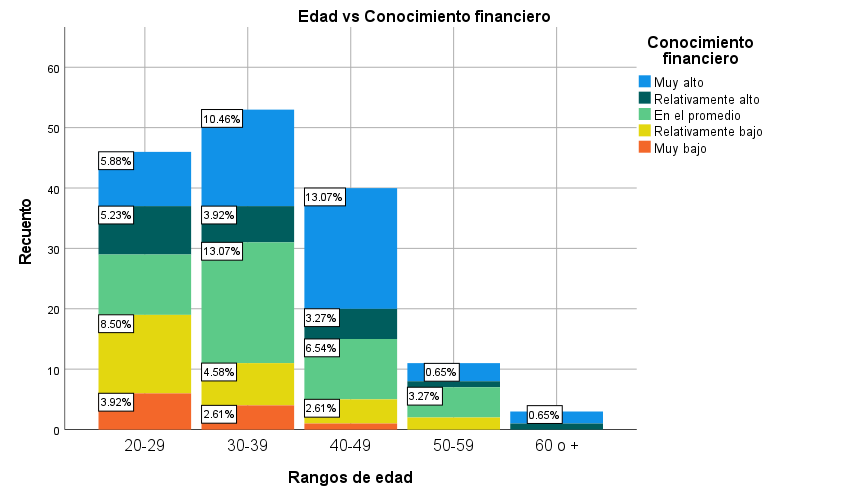 Edad vs Conocimiento financiero
Conocimiento
financiero
Muy alto
Relativamente alto
En el promedio
Relativamente bajo
Muy bajo
Recuento
60
50
40
30
20
10
0
5.88%
5.23%
8.50%
3.92%
10.46%
3.92%
13.07%
4.58%
2.61%
13.07%
3.27%
6.54%
2.61%
0.65%
3.27%
0.65%
20-29
30-39
40-49
50-59
60 o +
Rangos de edad